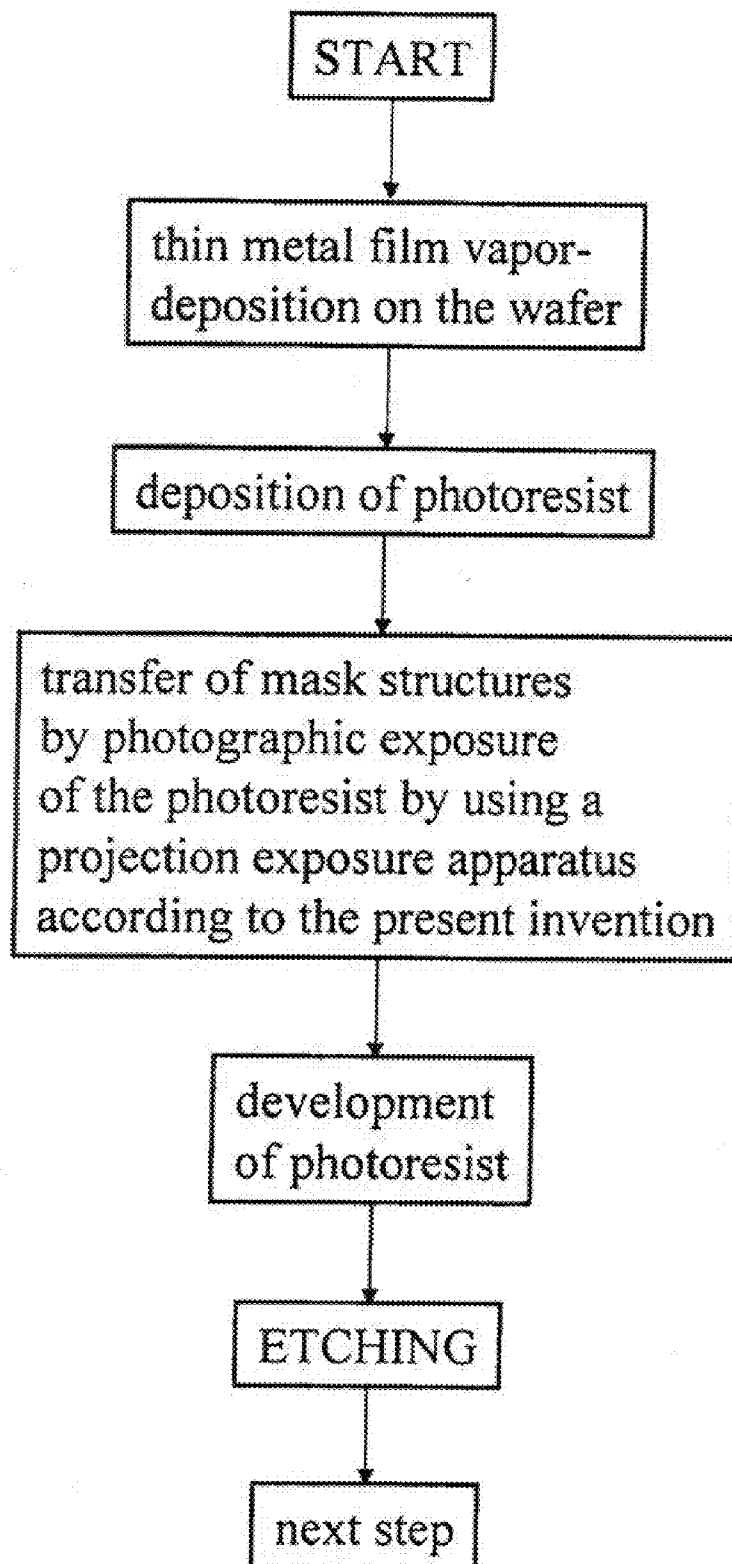 START
thin metal film vapor-
deposition on the wafer
deposition of photoresist
transfer of mask structures
by photographic exposure
of the photoresist by using a
projection exposure apparatus
according to the present invention
development
of photoresist
ETCHING
next step